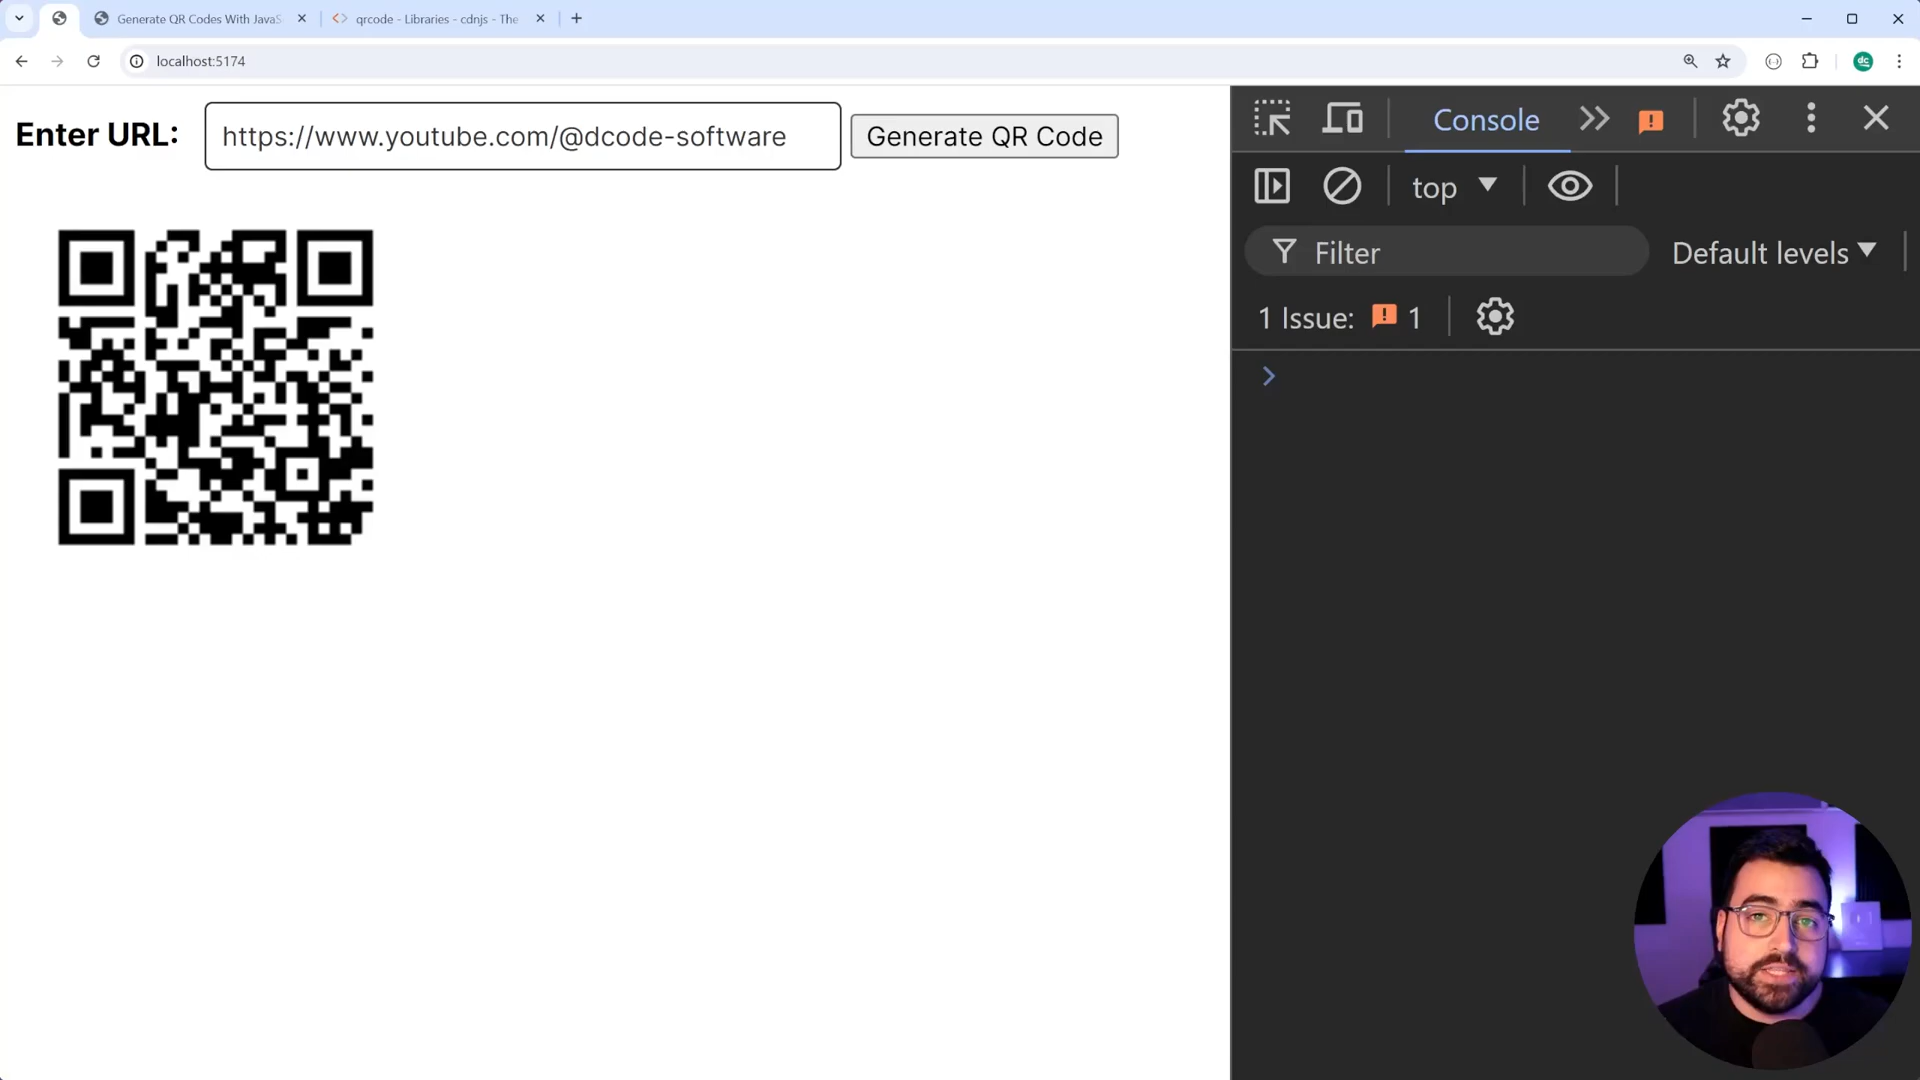 Generate QR Codes With JavaS
qrcode - Libraries - cdnjs - The
localhost:5174
dc
Enter URL:
https://www.youtube.com/@dcode-software
Generate QR Code
Console
top
Filter
Default levels
1 Issue: 1